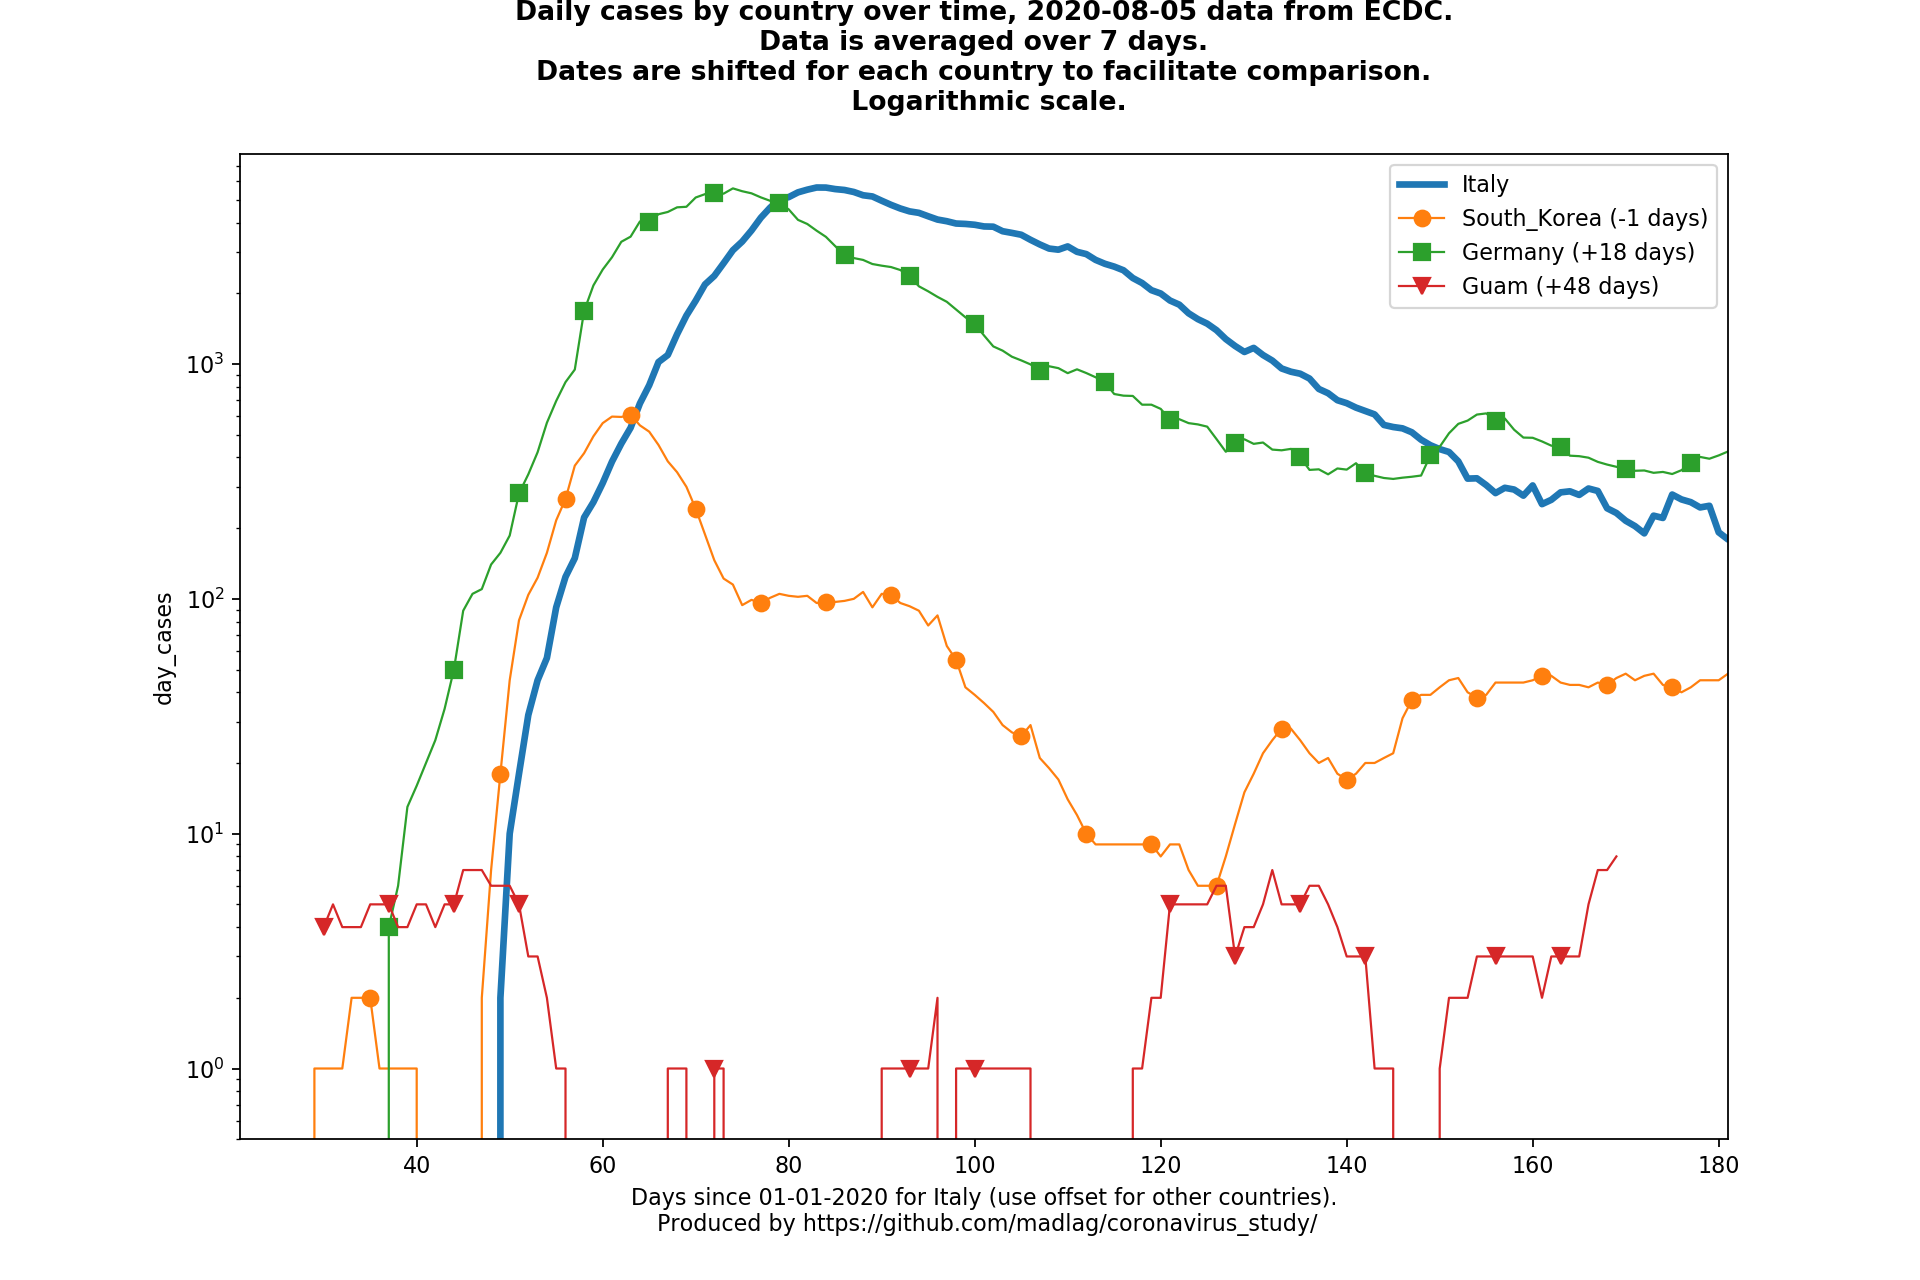 Daily cases by country over time, 2020-08-05 data from ECDC.
Data is averaged over 7 days.
Dates are shifted for each country to facilitate comparison.
Logarithmic scale.
Italy
South_Korea (-1 days)
Germany (+18 days)
Guam (+48 days)
day_cases
10³
10²
10¹
10⁰
40 60 80 100 120 140 160 180
Days since 01-01-2020 for Italy (use offset for other countries).
Produced by https://github.com/madlag/coronavirus_study/